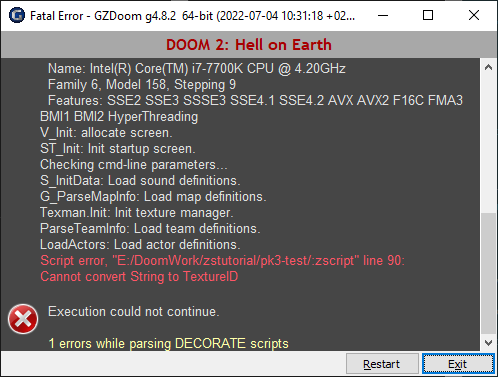 Fatal Error - GZDoom g4.8.2 64-bit (2022-07-04 10:31:18 +02...
DOOM 2: Hell on Earth
Name: Intel(R) Core(TM) i7-7700K CPU @ 4.20GHz
Family 6, Model 158, Stepping 9
Features: SSE2 SSE3 SSSE3 SSE4.1 SSE4.2 AVX AVX2 F16C FMA3
BMI1 BMI2 HyperThreading
V_Init: allocate screen.
ST_Init: Init startup screen.
Checking cmd-line parameters...
S_InitData: Load sound definitions.
G_ParseMapInfo: Load map definitions.
Texman.Init: Init texture manager.
ParseTeamInfo: Load team definitions.
LoadActors: Load actor definitions.
Script error, "E:/DoomWork/zstutorial/pk3-test/:zscript" line 90:
Cannot convert String to TextureID
Execution could not continue.
1 errors while parsing DECORATE scripts
Restart Exit